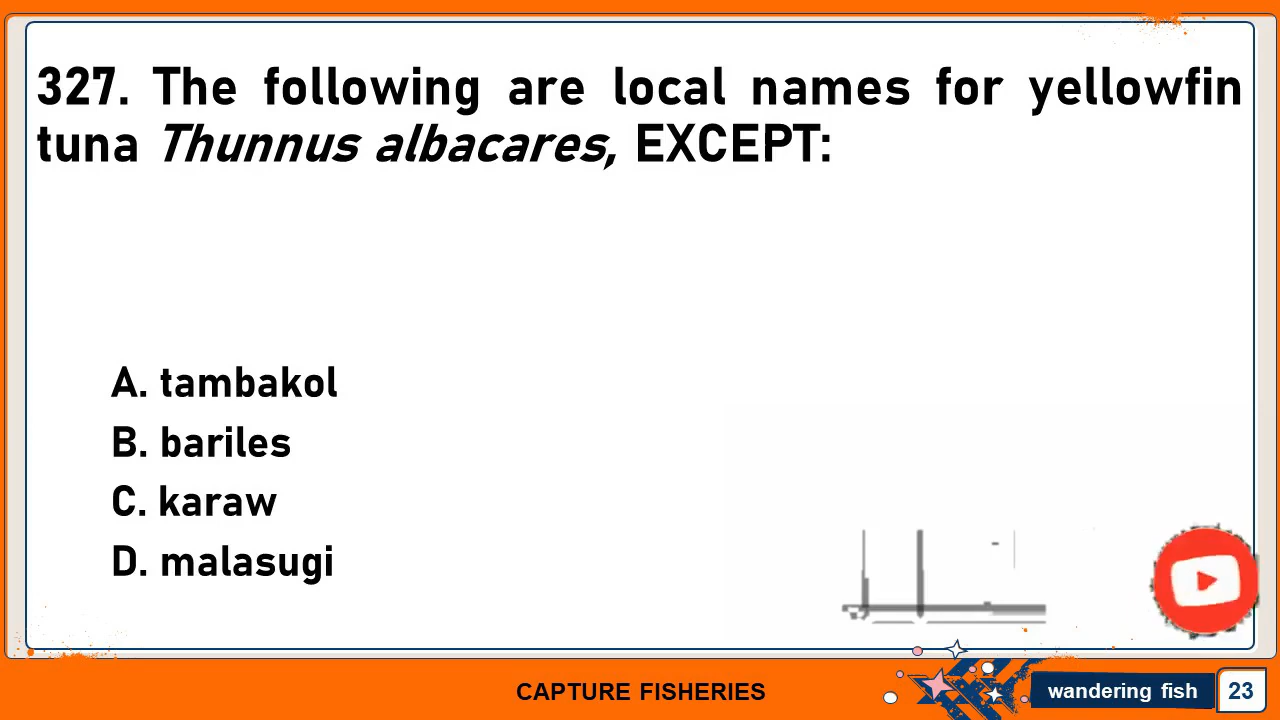 327. The following are local names for yellowfin
tuna Thunnus albacares, EXCEPT:
A. tambakol
B. bariles
C. karaw
D. malasugi
CAPTURE FISHERIES
wandering fish
23